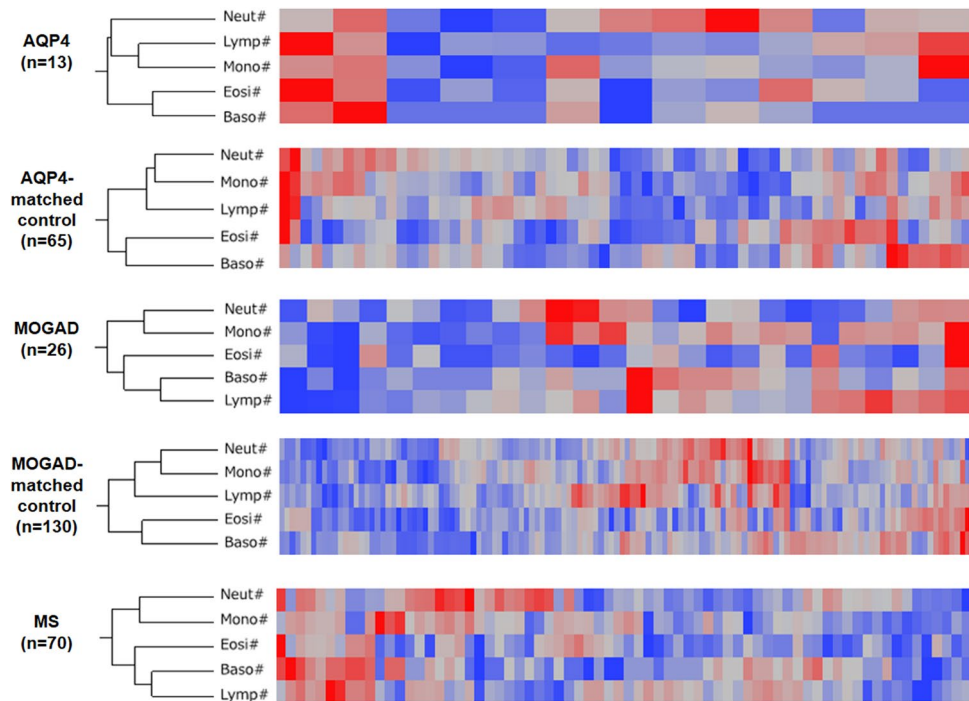 AQP4
(n=13)
Neut#
Lymp#
Mono#
Eosi#
Baso#
AQP4-
matched
control
(n=65)
Neut#
Mono#
Lymp#
Eosi#
Baso#
MOGAD
(n=26)
Neut#
Mono#
Eosi#
Baso#
Lymp#
MOGAD-
matched
control
(n=130)
Neut#
Mono#
Lymp#
Eosi#
Baso#
MS
(n=70)
Neut#
Mono#
Eosi#
Baso#
Lymp#